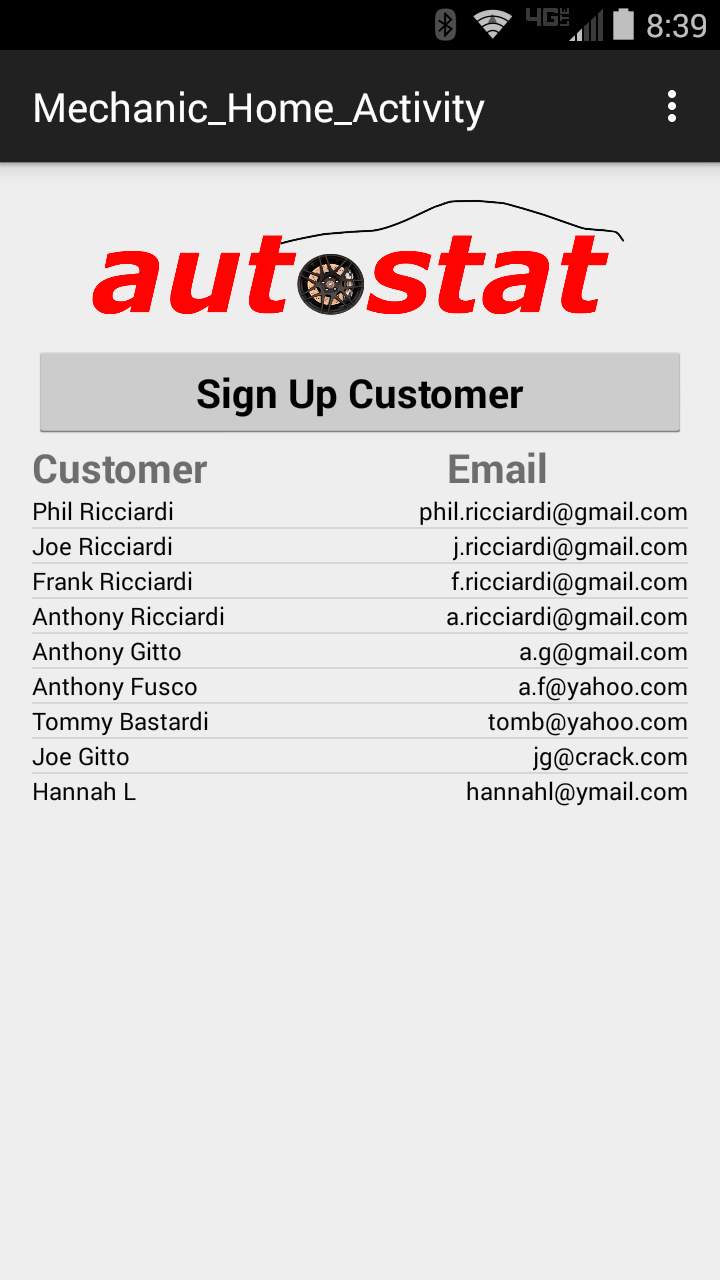 4G LTE 8:39
Mechanic_Home_Activity
autostat
Sign Up Customer
Customer Email
Phil Ricciardi phil.ricciardi@gmail.com
Joe Ricciardi j.ricciardi@gmail.com
Frank Ricciardi f.ricciardi@gmail.com
Anthony Ricciardi a.ricciardi@gmail.com
Anthony Gitto a.g@gmail.com
Anthony Fusco a.f@yahoo.com
Tommy Bastardi tomb@yahoo.com
Joe Gitto jg@crack.com
Hannah L hannahl@ymail.com